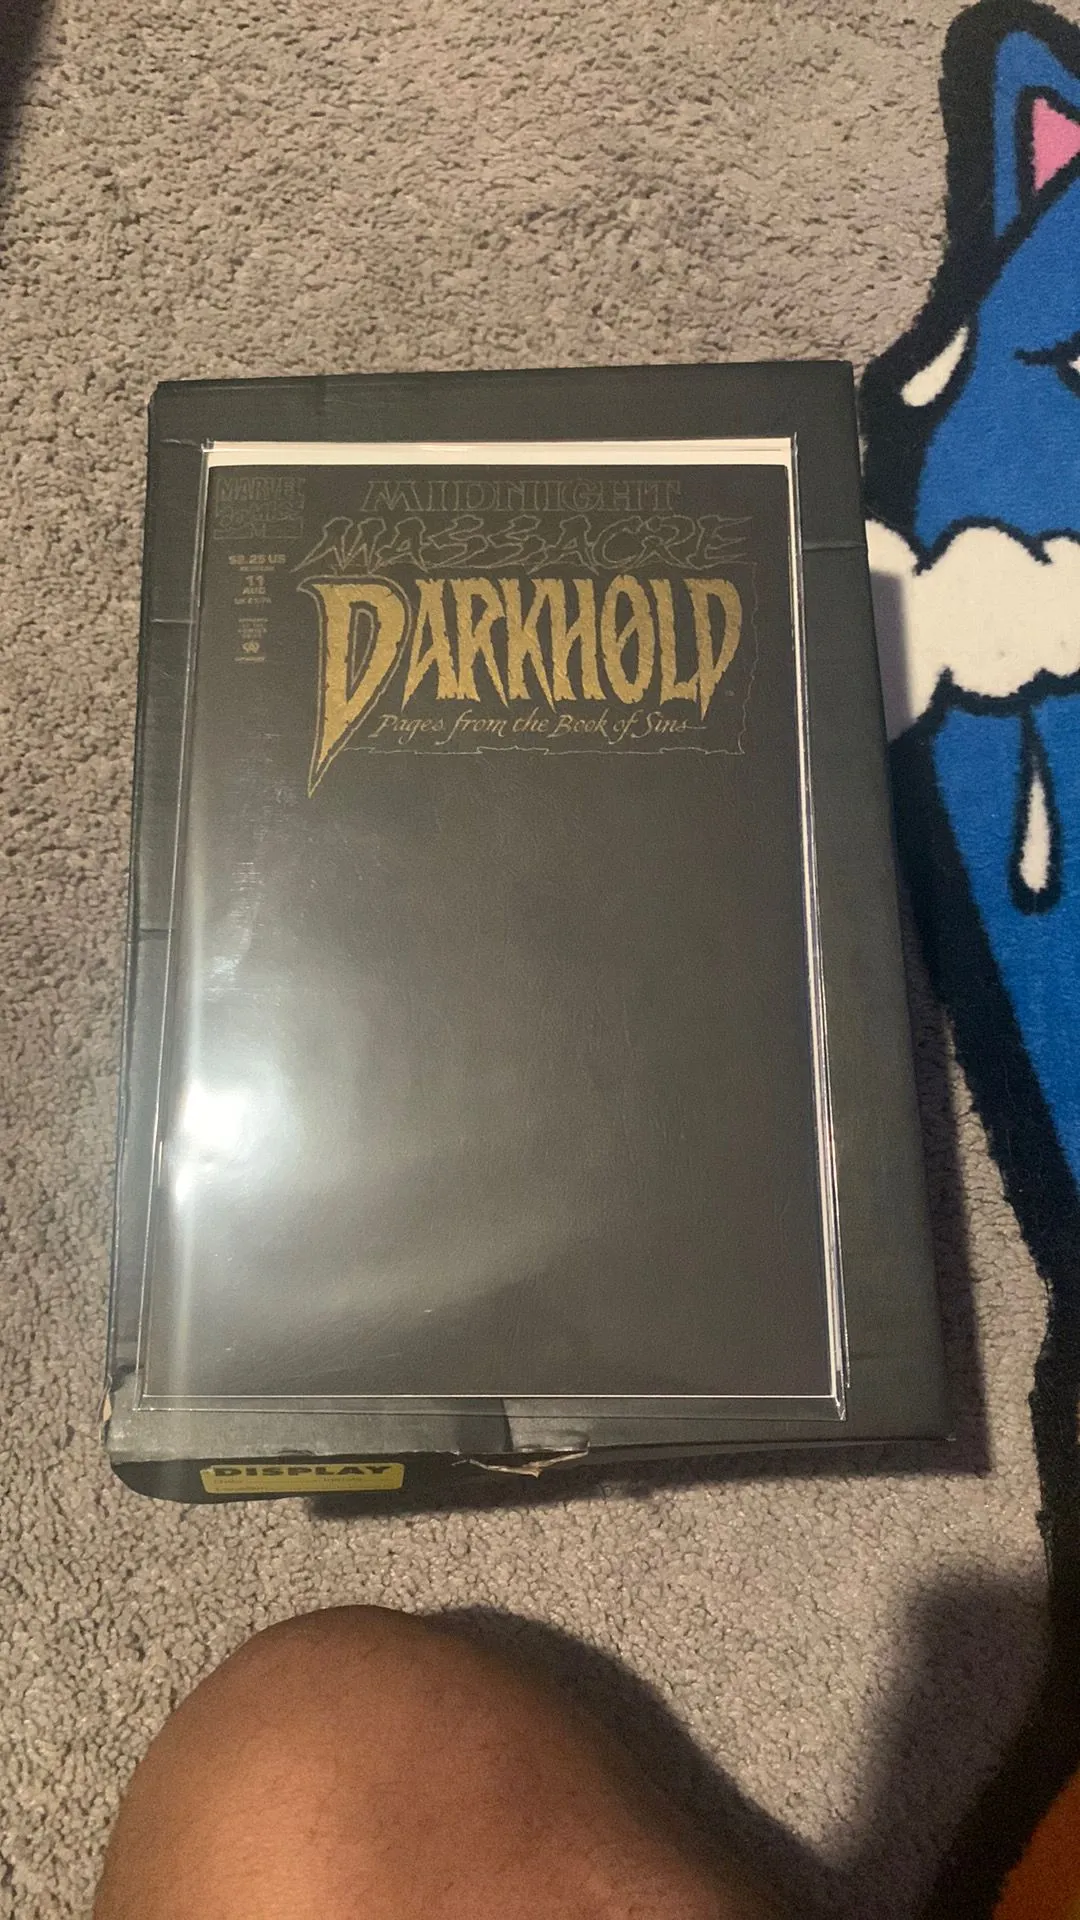 MARVEL
COMICS
MIDNIGHT
MASSACRE
$2.25 US
11
AUG
DARKHOLD
Pages from the Book of Sins
DISPLAY